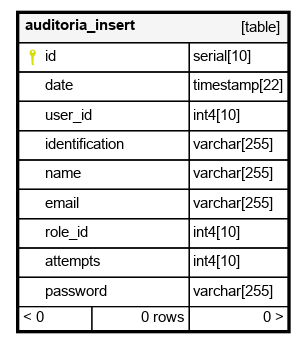 auditoria_insert [table]
id serial[10]
date timestamp[22]
user_id int4[10]
identification varchar[255]
name varchar[255]
email varchar[255]
role_id int4[10]
attempts int4[10]
password varchar[255]
< 0 0 rows 0 >